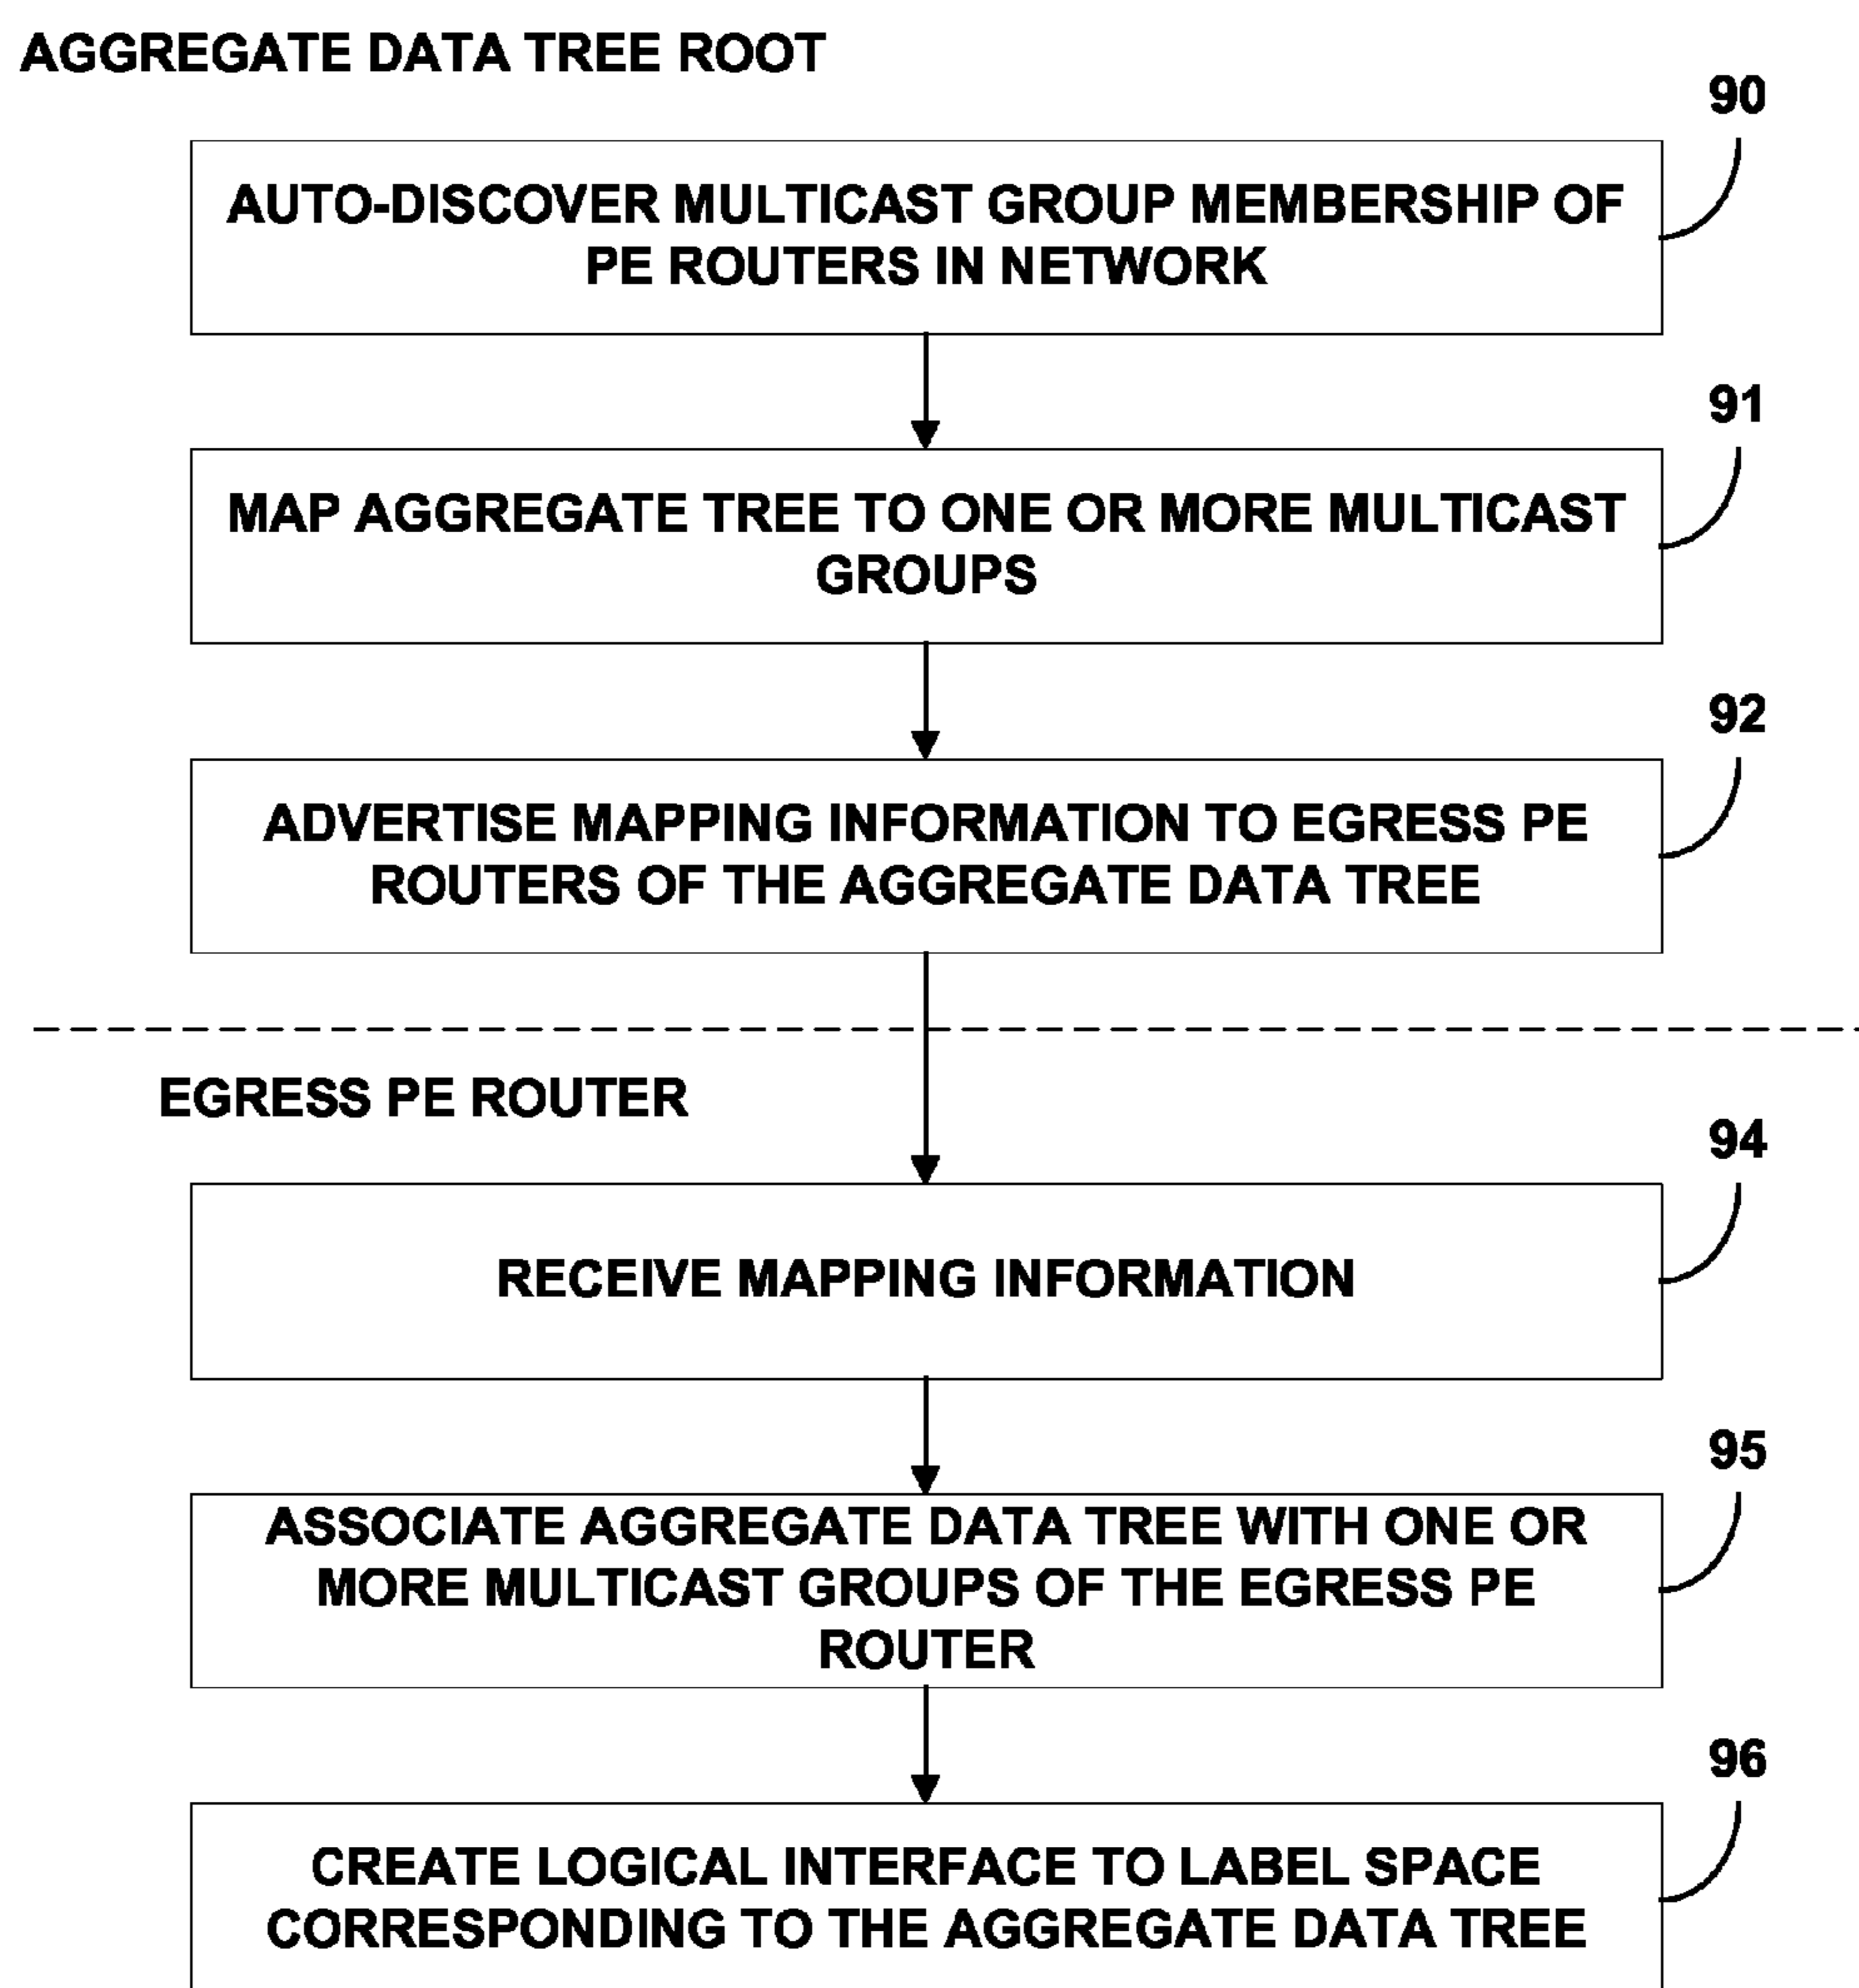 AGGREGATE DATA TREE ROOT
90
AUTO-DISCOVER MULTICAST GROUP MEMBERSHIP OF
PE ROUTERS IN NETWORK
91
MAP AGGREGATE TREE TO ONE OR MORE MULTICAST
GROUPS
92
ADVERTISE MAPPING INFORMATION TO EGRESS PE
ROUTERS OF THE AGGREGATE DATA TREE
EGRESS PE ROUTER
94
RECEIVE MAPPING INFORMATION
95
ASSOCIATE AGGREGATE DATA TREE WITH ONE OR
MORE MULTICAST GROUPS OF THE EGRESS PE
ROUTER
96
CREATE LOGICAL INTERFACE TO LABEL SPACE
CORRESPONDING TO THE AGGREGATE DATA TREE